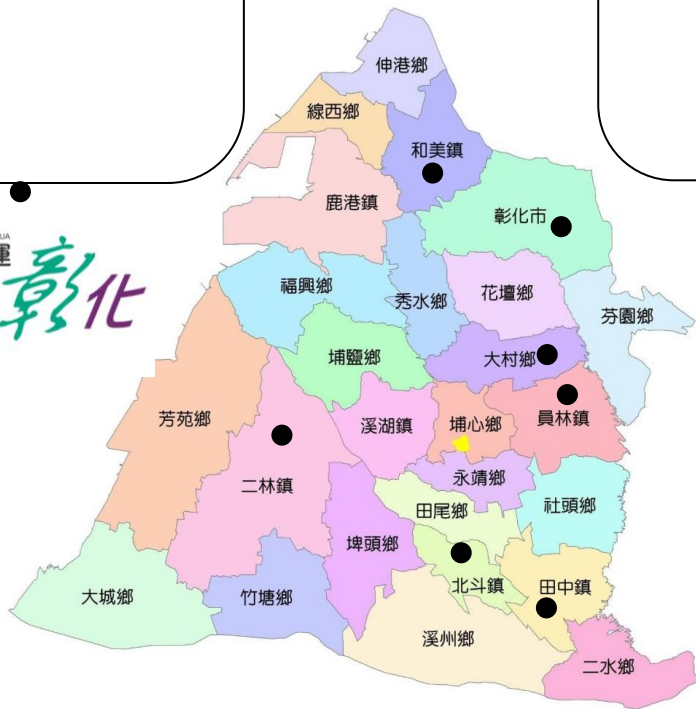 伸港鄉
線西鄉
和美鎮
鹿港鎮
彰化市
UA
運
彰化
福興鄉
秀水鄉
花壇鄉
芬園鄉
埔鹽鄉
大村鄉
芳苑鄉
溪湖鎮
埔心鄉
員林鎮
二林鎮
永靖鄉
田尾鄉
社頭鄉
埤頭鄉
北斗鎮
田中鎮
大城鄉
竹塘鄉
溪州鄉
二水鄉